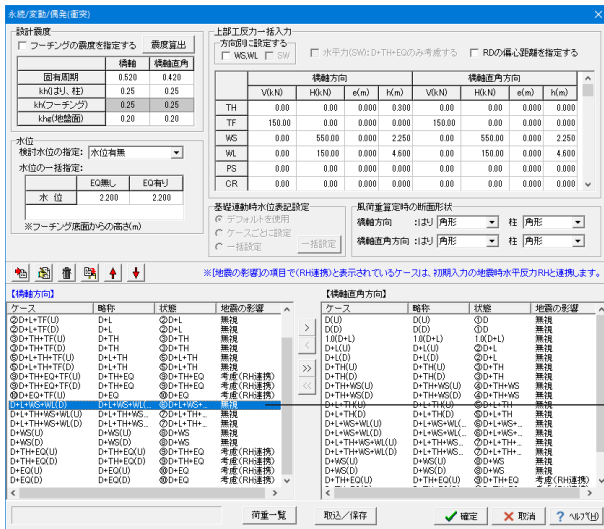 永続/変動/偶発(衝突)
設計震度
フーチングの震度を指定する 震度算出
橋軸 橋軸直角
固有周期 0.520 0.420
kh(はり、柱) 0.25 0.25
kh(フーチング) 0.25 0.25
khg(地盤面) 0.20 0.20
水位
検討水位の指定: 水位有無
水位の一括指定:
EQ無し EQ有り
水 位 2.200 2.200
※フーチング底面からの高さ(m)
上部工反力一括入力
方向別に設定する
WS,WL SW
水平力(SW):D+TH+EQのみ考慮する
RDの偏心距離を指定する
橋軸方向 橋軸直角方向
V(kN) H(kN) e(m) h(m) V(kN) H(kN) e(m) h(m)
TH 0.00 0.00 0.000 0.300 0.00 0.00 0.000 0.000
TF 150.00 0.00 0.000 0.000 150.00 0.00 0.000 0.000
WS 0.00 550.00 0.000 2.250 0.00 550.00 0.000 2.250
WL 0.00 150.00 0.000 4.600 0.00 150.00 0.000 4.600
PS 0.00 0.00 0.000 0.000 0.00 0.00 0.000 0.000
CR 0.00 0.00 0.000 0.000 0.00 0.00 0.000 0.000
基礎連動時水位表記設定
デフォルトを使用
ケースごとに設定
一括設定 一括設定
風荷重算定時の断面形状
橋軸方向 :はり 角形 柱 角形
橋軸直角方向 :はり 角形 柱 角形
※[地震の影響]の項目で(RH連携)と表示されているケースは、初期入力の地震時水平反力RHと連携します。
【橋軸方向】
ケース 略称 状態 地震の影響
②D+L+TF(U) D+L ②D+L 無視
②D+L+TF(D) D+L ②D+L 無視
③D+TH+TF(U) D+TH ③D+TH 無視
③D+TH+TF(D) D+TH ③D+TH 無視
⑤D+L+TH+TF(U) D+L+TH ⑤D+L+TH 無視
⑤D+L+TH+TF(D) D+L+TH ⑤D+L+TH 無視
⑨D+TH+EQ+TF(U) D+TH+EQ ⑨D+TH+EQ 考慮(RH連携)
⑨D+TH+EQ+TF(D) D+TH+EQ ⑨D+TH+EQ 考慮(RH連携)
⑩D+EQ+TF(U) D+EQ ⑩D+EQ 考慮(RH連携)
D+L+WS+WL(D) D+L+WS+WL(... ⑥D+L+WS+... 無視
D+L+TH+WS+WL(U) D+L+TH+WS... ⑦D+L+TH+... 無視
D+L+TH+WS+WL(D) D+L+TH+WS... ⑦D+L+TH+... 無視
D+WS(U) D+WS(U) ⑧D+WS 無視
D+WS(D) D+WS(D) ⑧D+WS 無視
D+TH+EQ(U) D+TH+EQ(U) ⑨D+TH+EQ 考慮(RH連携)
D+TH+EQ(D) D+TH+EQ(D) ⑨D+TH+EQ 考慮(RH連携)
D+EQ(U) D+EQ(U) ⑩D+EQ 考慮(RH連携)
D+EQ(D) D+EQ(D) ⑩D+EQ 考慮(RH連携)
【橋軸直角方向】
ケース 略称 状態 地震の影響
D(U) D(U) ①D 無視
D(D) D(D) ①D 無視
1.0(D+L) 1.0(D+L) 1.0(D+L) 無視
D+L(U) D+L(U) ②D+L 無視
D+L(D) D+L(D) ②D+L 無視
D+TH(U) D+TH(U) ③D+TH 無視
D+TH(D) D+TH(D) ③D+TH 無視
D+TH+WS(U) D+TH+WS(U) ④D+TH+WS 無視
D+TH+WS(D) D+TH+WS(D) ④D+TH+WS 無視
D+L+TH(U) D+L+TH(U) ⑤D+L+TH 無視
D+L+TH(D) D+L+TH(D) ⑤D+L+TH 無視
D+L+WS+WL(U) D+L+WS+WL(... ⑥D+L+WS+... 無視
D+L+WS+WL(D) D+L+WS+WL(... ⑥D+L+WS+... 無視
D+L+TH+WS+WL(U) D+L+TH+WS... ⑦D+L+TH+... 無視
D+L+TH+WS+WL(D) D+L+TH+WS... ⑦D+L+TH+... 無視
D+WS(U) D+WS(U) ⑧D+WS 無視
D+WS(D) D+WS(D) ⑧D+WS 無視
D+TH+EQ(U) D+TH+EQ(U) ⑨D+TH+EQ 考慮(RH連携)
荷重一覧 取込/保存 確定 取消 ? ヘルプ(H)